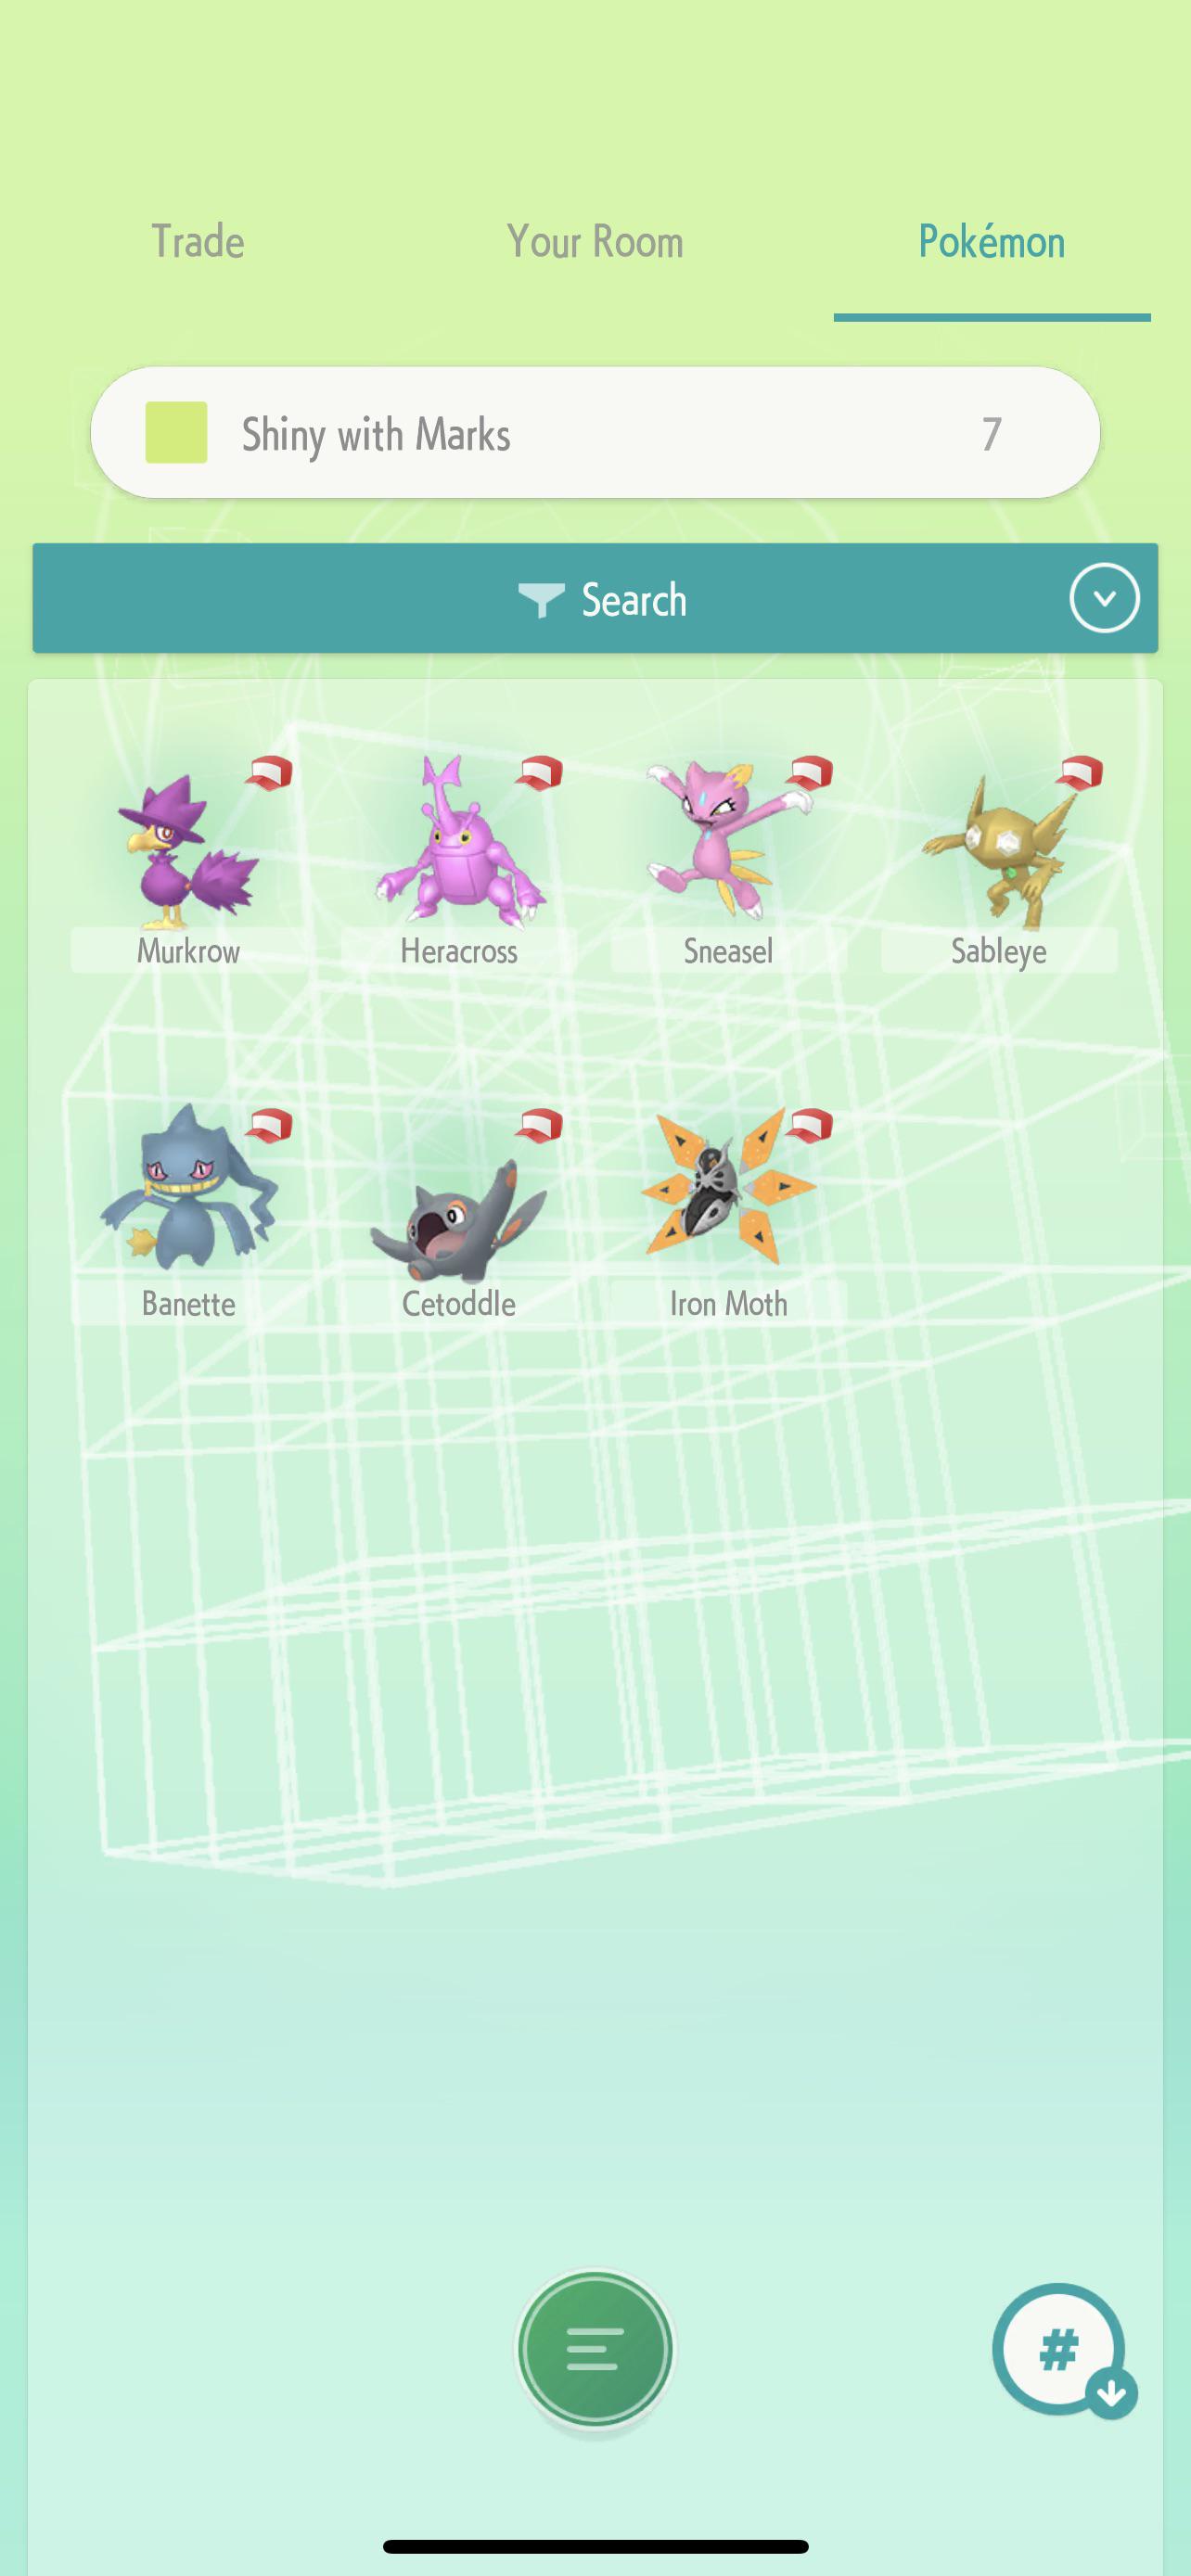 Trade
Your Room
Pokémon
Shiny with Marks 7
Search
Murkrow
Heracross
Sneasel
Sableye
Banette
Cetoddle
Iron Moth
#